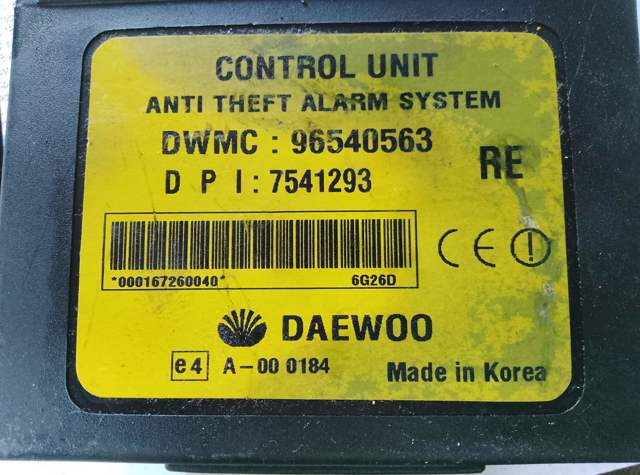 CONTROL UNIT
ANTI THEFT ALARM SYSTEM
DWMC : 96540563
D P I : 7541293
RE
*000167260040* 6G26D
CE
DAEWOO
e4 A-00 0184
Made in Korea